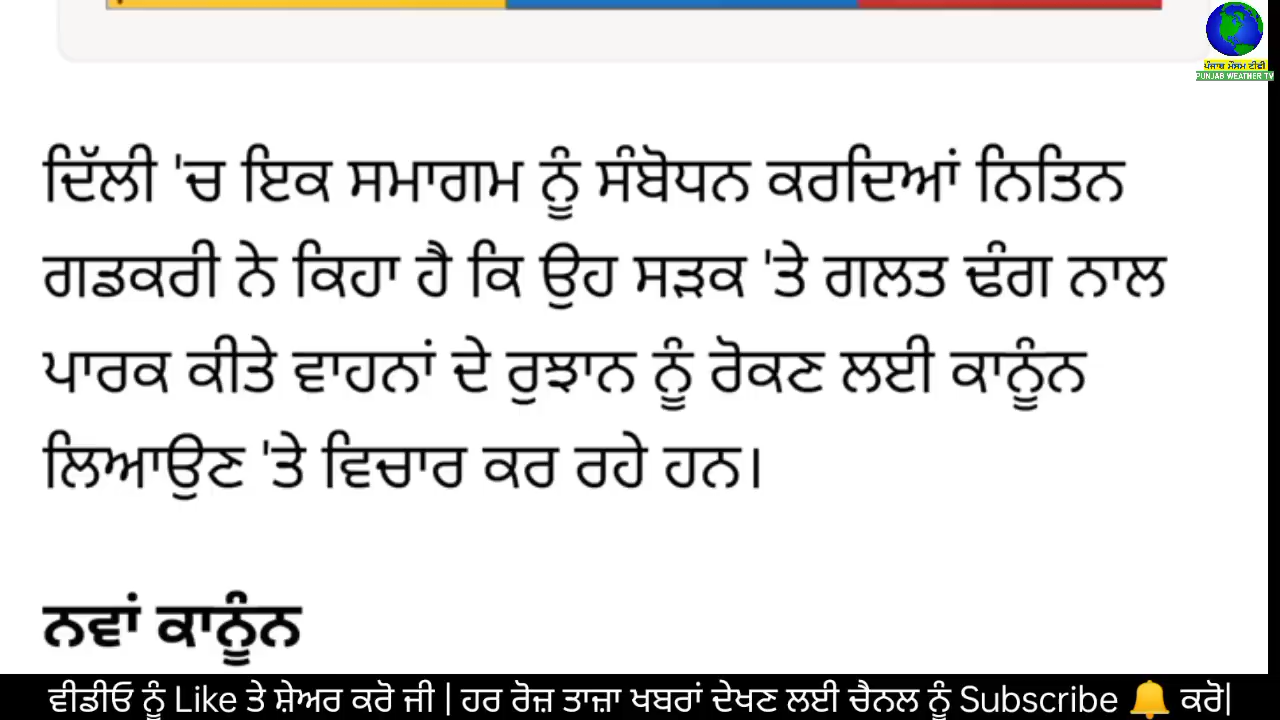 ਪੰਜਾਬ ਮੌਸਮ ਟੀਵੀ
PUNJAB WEATHER TV
ਦਿੱਲੀ 'ਚ ਇਕ ਸਮਾਗਮ ਨੂੰ ਸੰਬੋਧਨ ਕਰਦਿਆਂ ਨਿਤਿਨ
ਗਡਕਰੀ ਨੇ ਕਿਹਾ ਹੈ ਕਿ ਉਹ ਸੜਕ 'ਤੇ ਗਲਤ ਢੰਗ ਨਾਲ
ਪਾਰਕ ਕੀਤੇ ਵਾਹਨਾਂ ਦੇ ਰੁਝਾਨ ਨੂੰ ਰੋਕਣ ਲਈ ਕਾਨੂੰਨ
ਲਿਆਉਣ 'ਤੇ ਵਿਚਾਰ ਕਰ ਰਹੇ ਹਨ।
ਨਵਾਂ ਕਾਨੂੰਨ
ਵੀਡੀਓ ਨੂੰ Like ਤੇ ਸ਼ੇਅਰ ਕਰੋ ਜੀ | ਹਰ ਰੋਜ਼ ਤਾਜ਼ਾ ਖਬਰਾਂ ਦੇਖਣ ਲਈ ਚੈਨਲ ਨੂੰ Subscribe 🔔 ਕਰੋ|